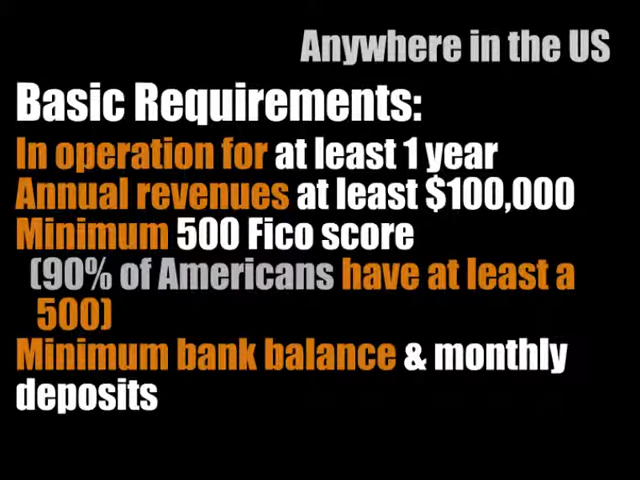 Anywhere in the US
Basic Requirements:
In operation for at least 1 year
Annual revenues at least $100,000
Minimum 500 Fico score
(90% of Americans have at least a
500)
Minimum bank balance & monthly
deposits